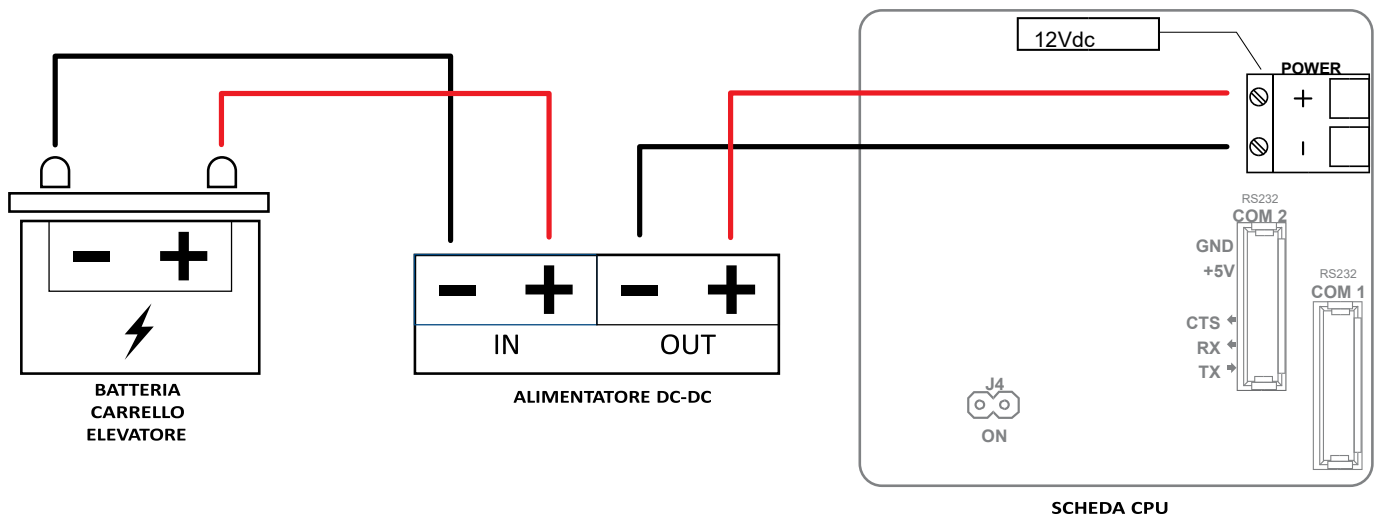 12Vdc
POWER
+
−
RS232
COM 2
GND
+5V
CTS
RX
TX
RS232
COM 1
J4
ON
SCHEDA CPU
− +
BATTERIA
CARRELLO
ELEVATORE
− + − +
IN OUT
ALIMENTATORE DC-DC